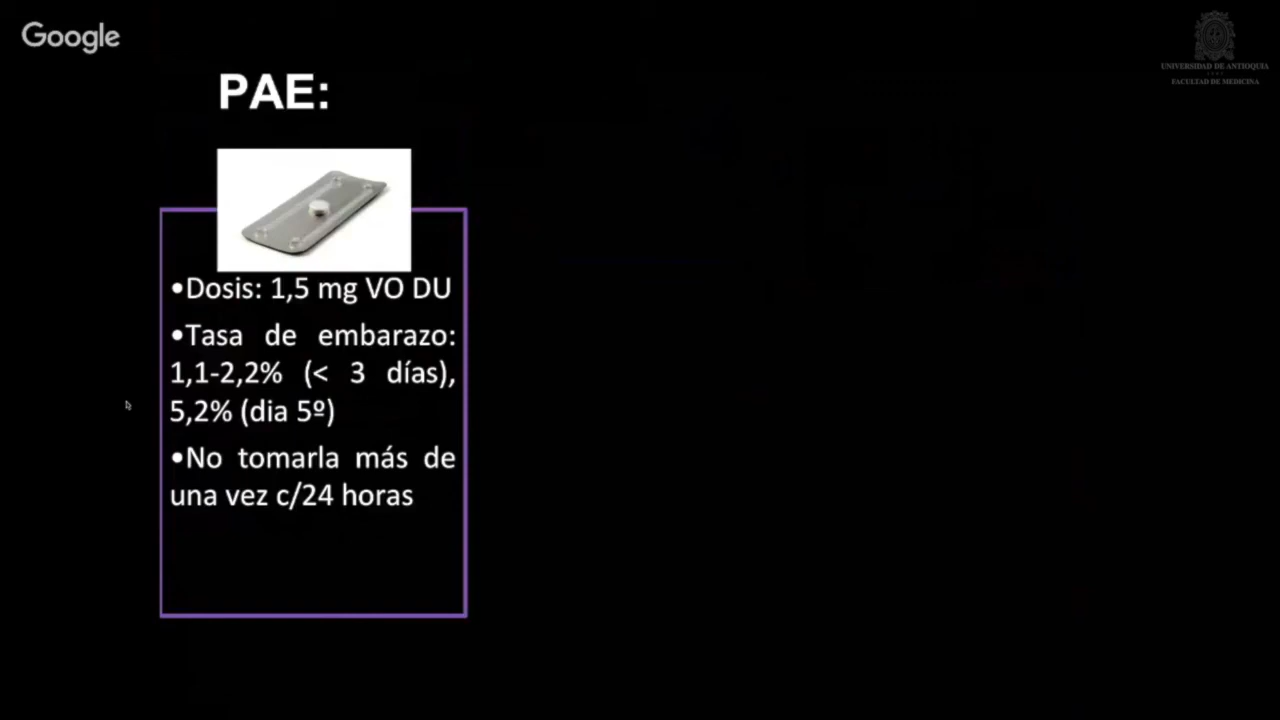 Google
UNIVERSIDAD DE ANTIOQUIA
1803
FACULTAD DE MEDICINA
PAE:
•Dosis: 1,5 mg VO DU
•Tasa de embarazo:
1,1-2,2% (< 3 días),
5,2% (dia 5º)
•No tomarla más de
una vez c/24 horas